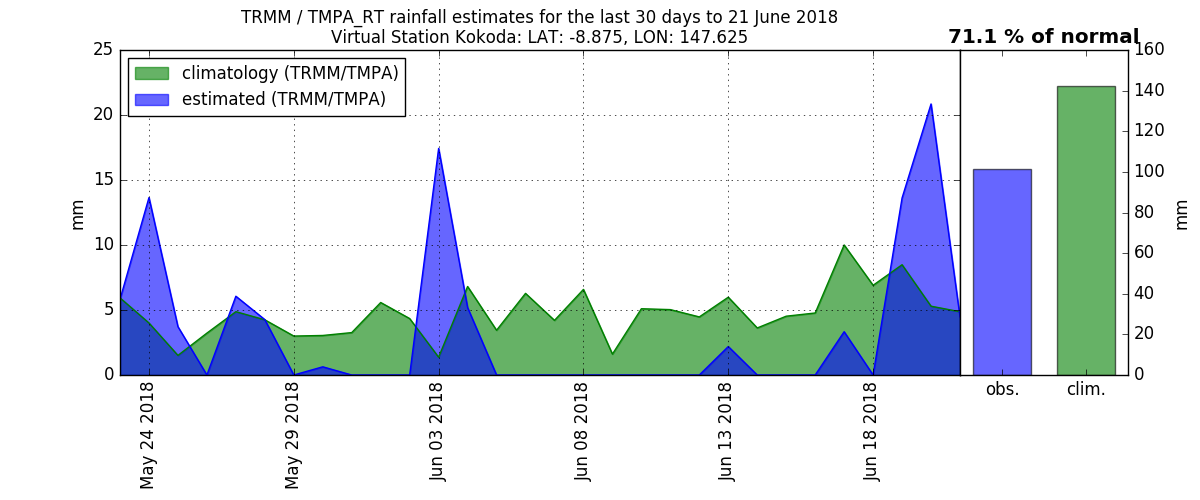 TRMM / TMPA_RT rainfall estimates for the last 30 days to 21 June 2018
Virtual Station Kokoda: LAT: -8.875, LON: 147.625
71.1 % of normal
climatology (TRMM/TMPA)
estimated (TRMM/TMPA)
25
20
15
10
5
0
mm
May 24 2018
May 29 2018
Jun 03 2018
Jun 08 2018
Jun 13 2018
Jun 18 2018
160
140
120
100
80
60
40
20
0
mm
obs.
clim.